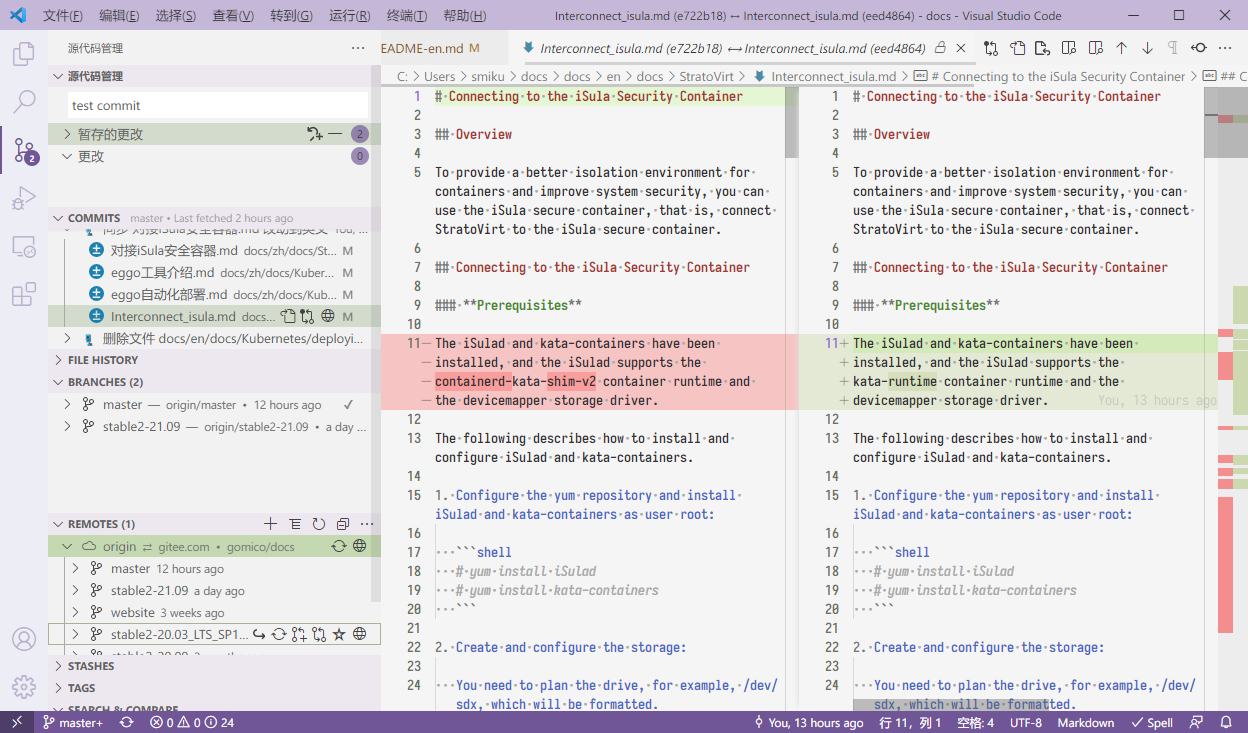 文件(F) 编辑(E) 选择(S) 查看(V) 转到(G) 运行(R) 终端(T) 帮助(H) Interconnect_isula.md (e722b18) ↔ Interconnect_isula.md (eed4864) - docs - Visual Studio Code
源代码管理
源代码管理
test commit
暂存的更改 2
更改 0
2
COMMITS master • Last fetched 2 hours ago
同步 对接iSula安全容器.md 改动到英文 You, ...
对接iSula安全容器.md docs/zh/docs/St... M
eggo工具介绍.md docs/zh/docs/Kuber... M
eggo自动化部署.md docs/zh/docs/Kub... M
Interconnect_isula.md docs... M
删除文件 docs/en/docs/Kubernetes/deployi...
FILE HISTORY
BRANCHES (2)
master — origin/master • 12 hours ago ✓
stable2-21.09 — origin/stable2-21.09 • a day ...
REMOTES (1)
origin ⇄ gitee.com • gomico/docs
master 12 hours ago
stable2-21.09 a day ago
website 3 weeks ago
stable2-20.03_LTS_SP1...
STASHES
TAGS
SEARCH & COMPARE
EADME-en.md M
Interconnect_isula.md (e722b18) ↔ Interconnect_isula.md (eed4864)
C: > Users > smiku > docs > docs > en > docs > StratoVirt > Interconnect_isula.md > # Connecting to the iSula Security Container > ## C
1 # Connecting to the iSula Security Container
2
3 ## Overview
4
5 To provide a better isolation environment for
containers and improve system security, you can
use the iSula secure container, that is, connect
StratoVirt to the iSula secure container.
6
7 ## Connecting to the iSula Security Container
8
9 ### **Prerequisites**
10
11— The iSulad and kata-containers have been
— installed, and the iSulad supports the
— containerd-kata-shim-v2 container runtime and
— the devicemapper storage driver.
12
13 The following describes how to install and
configure iSulad and kata-containers.
14
15 1. Configure the yum repository and install
iSulad and kata-containers as user root:
16
17 ```shell
18 # yum install iSulad
19 # yum install kata-containers
20 ```
21
22 2. Create and configure the storage:
23
24 You need to plan the drive, for example, /dev/
sdx, which will be formatted.
1 # Connecting to the iSula Security Container
2
3 ## Overview
4
5 To provide a better isolation environment for
containers and improve system security, you can
use the iSula secure container, that is, connect
StratoVirt to the iSula secure container.
6
7 ## Connecting to the iSula Security Container
8
9 ### **Prerequisites**
10
11+ The iSulad and kata-containers have been
+ installed, and the iSulad supports the
+ kata-runtime container runtime and the
+ devicemapper storage driver. You, 13 hours ago
12
13 The following describes how to install and
configure iSulad and kata-containers.
14
15 1. Configure the yum repository and install
iSulad and kata-containers as user root:
16
17 ```shell
18 # yum install iSulad
19 # yum install kata-containers
20 ```
21
22 2. Create and configure the storage:
23
24 You need to plan the drive, for example, /dev/
sdx, which will be formatted.
master+ 0 0 24 You, 13 hours ago 行 11，列 1 空格: 4 UTF-8 Markdown ✓ Spell